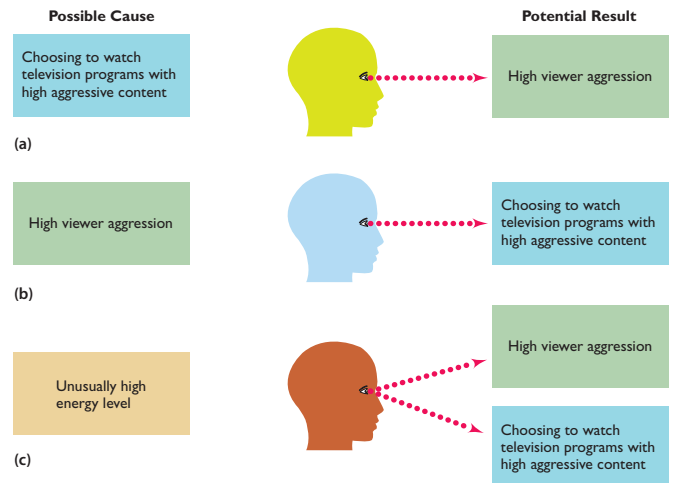 Possible Cause
Potential Result
Choosing to watch
television programs with
high aggressive content
High viewer aggression
(a)
High viewer aggression
Choosing to watch
television programs with
high aggressive content
(b)
Unusually high
energy level
High viewer aggression
Choosing to watch
television programs with
high aggressive content
(c)